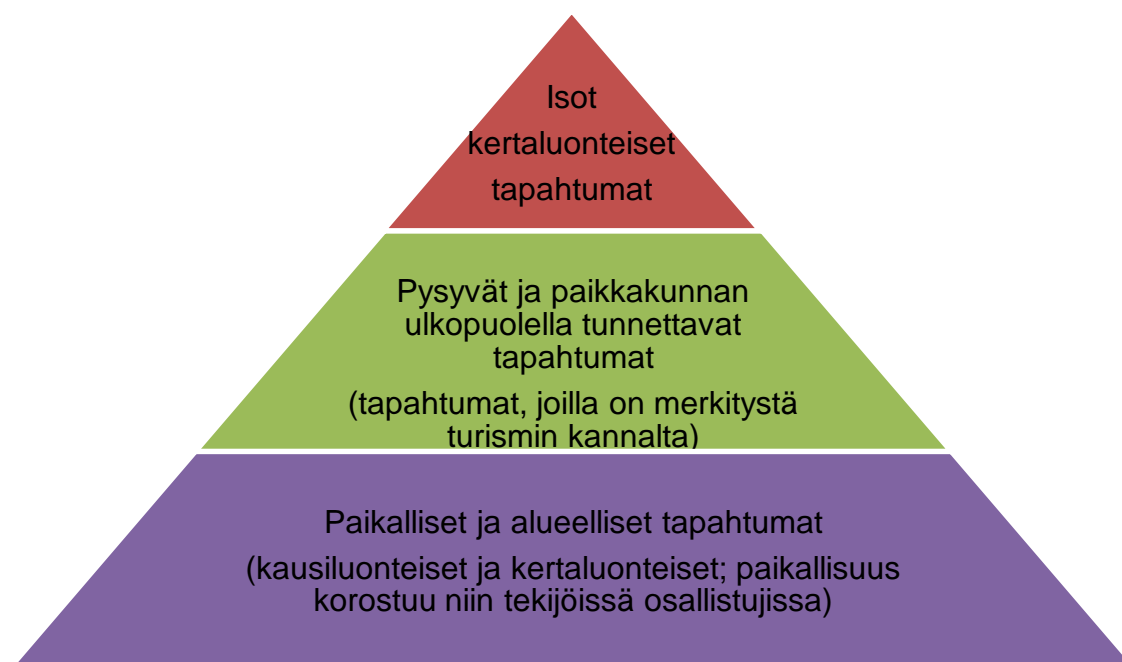 Isot
kertaluonteiset
tapahtumat
Pysyvät ja paikkakunnan
ulkopuolella tunnettavat
tapahtumat
(tapahtumat, joilla on merkitystä
turismin kannalta)
Paikalliset ja alueelliset tapahtumat
(kausiluonteiset ja kertaluonteiset; paikallisuus
korostuu niin tekijöissä osallistujissa)